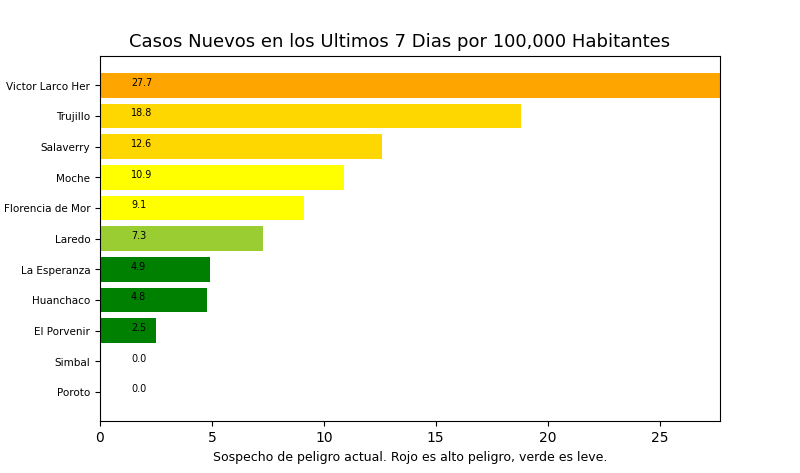 Casos Nuevos en los Ultimos 7 Dias por 100,000 Habitantes
Victor Larco Her 27.7
Trujillo 18.8
Salaverry 12.6
Moche 10.9
Florencia de Mor 9.1
Laredo 7.3
La Esperanza 4.9
Huanchaco 4.8
El Porvenir 2.5
Simbal 0.0
Poroto 0.0
0 5 10 15 20 25
Sospecho de peligro actual. Rojo es alto peligro, verde es leve.